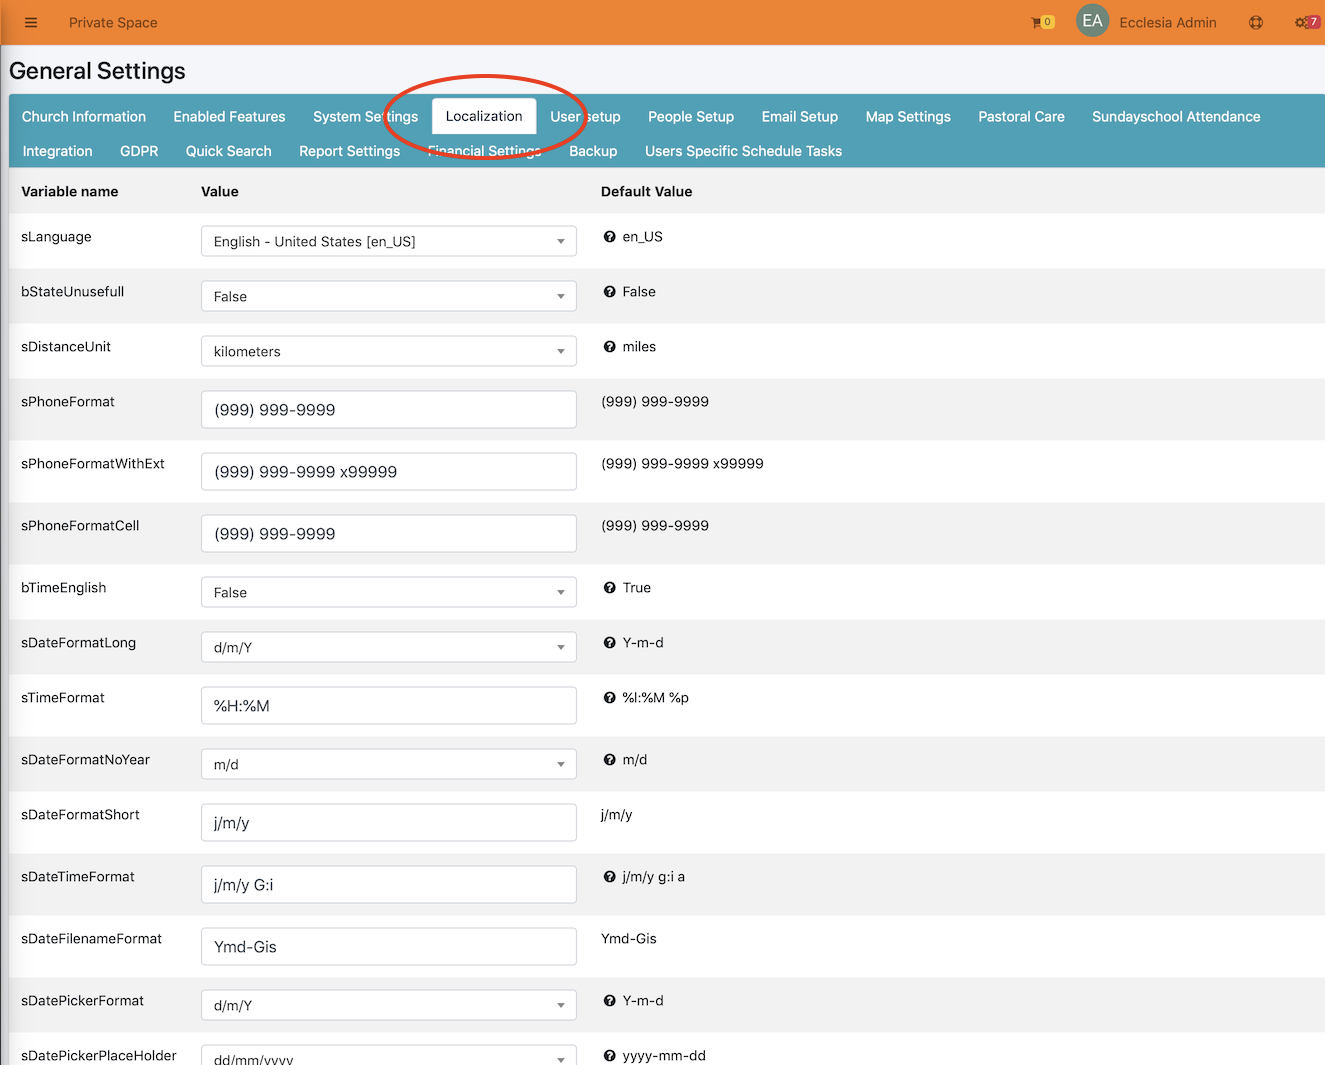 Private Space 0 EA Ecclesia Admin 7
General Settings
Church Information Enabled Features System Settings Localization User setup People Setup Email Setup Map Settings Pastoral Care Sundayschool Attendance
Integration GDPR Quick Search Report Settings Financial Settings Backup Users Specific Schedule Tasks
Variable name Value Default Value
sLanguage English - United States [en_US] en_US
bStateUnusefull False False
sDistanceUnit kilometers miles
sPhoneFormat (999) 999-9999 (999) 999-9999
sPhoneFormatWithExt (999) 999-9999 x99999 (999) 999-9999 x99999
sPhoneFormatCell (999) 999-9999 (999) 999-9999
bTimeEnglish False True
sDateFormatLong d/m/Y Y-m-d
sTimeFormat %H:%M %I:%M %p
sDateFormatNoYear m/d m/d
sDateFormatShort j/m/y j/m/y
sDateTimeFormat j/m/y G:i j/m/y g:i a
sDateFilenameFormat Ymd-Gis Ymd-Gis
sDatePickerFormat d/m/Y Y-m-d
sDatePickerPlaceHolder dd/mm/yyyy yyyy-mm-dd